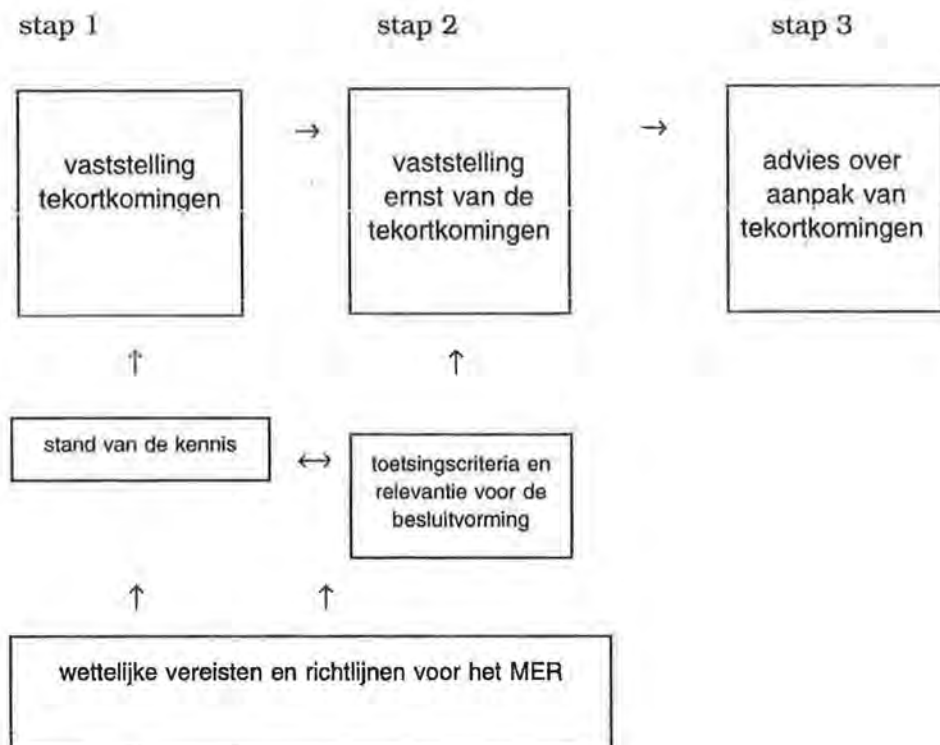 stap 1
stap 2
stap 3
vaststelling
tekortkomingen
→
vaststelling
ernst van de
tekortkomingen
→
advies over
aanpak van
tekortkomingen
↑
↑
stand van de kennis
↔
toetsingscriteria en
relevantie voor de
besluitvorming
↑
↑
wettelijke vereisten en richtlijnen voor het MER